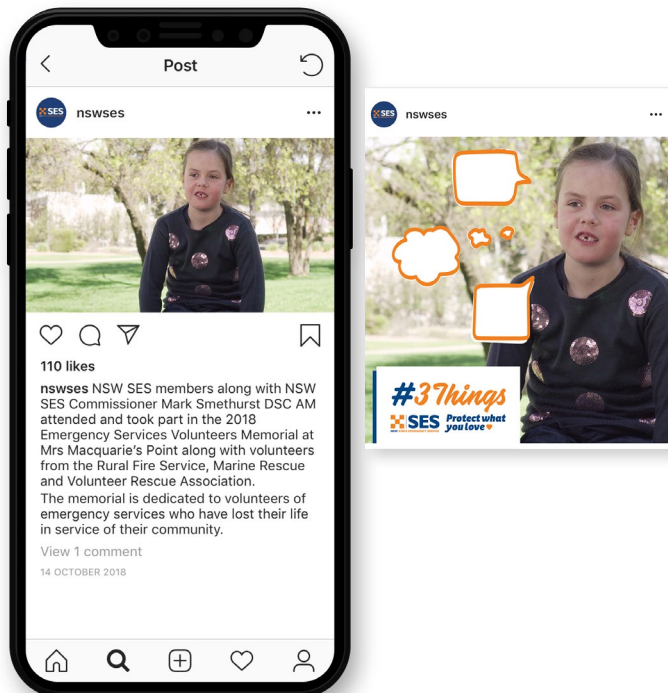 Post
SES
nswses
110 likes
nswses NSW SES members along with NSW
SES Commissioner Mark Smethurst DSC AM
attended and took part in the 2018
Emergency Services Volunteers Memorial at
Mrs Macquarie's Point along with volunteers
from the Rural Fire Service, Marine Rescue
and Volunteer Rescue Association.
The memorial is dedicated to volunteers of
emergency services who have lost their life
in service of their community.
View 1 comment
14 OCTOBER 2018
SES
nswses
#3Things
SES Protect what
you love